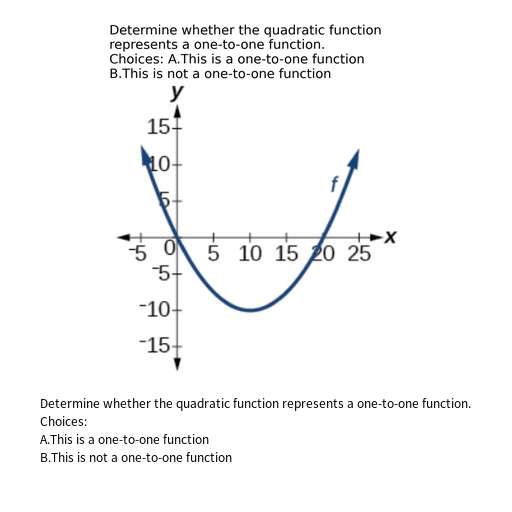 Determine whether the quadratic function
represents a one-to-one function.
Choices: A.This is a one-to-one function
B.This is not a one-to-one function
y
15
10
f
5
x
-5 0 5 10 15 20 25
-5
-10
-15
Determine whether the quadratic function represents a one-to-one function.
Choices:
A.This is a one-to-one function
B.This is not a one-to-one function